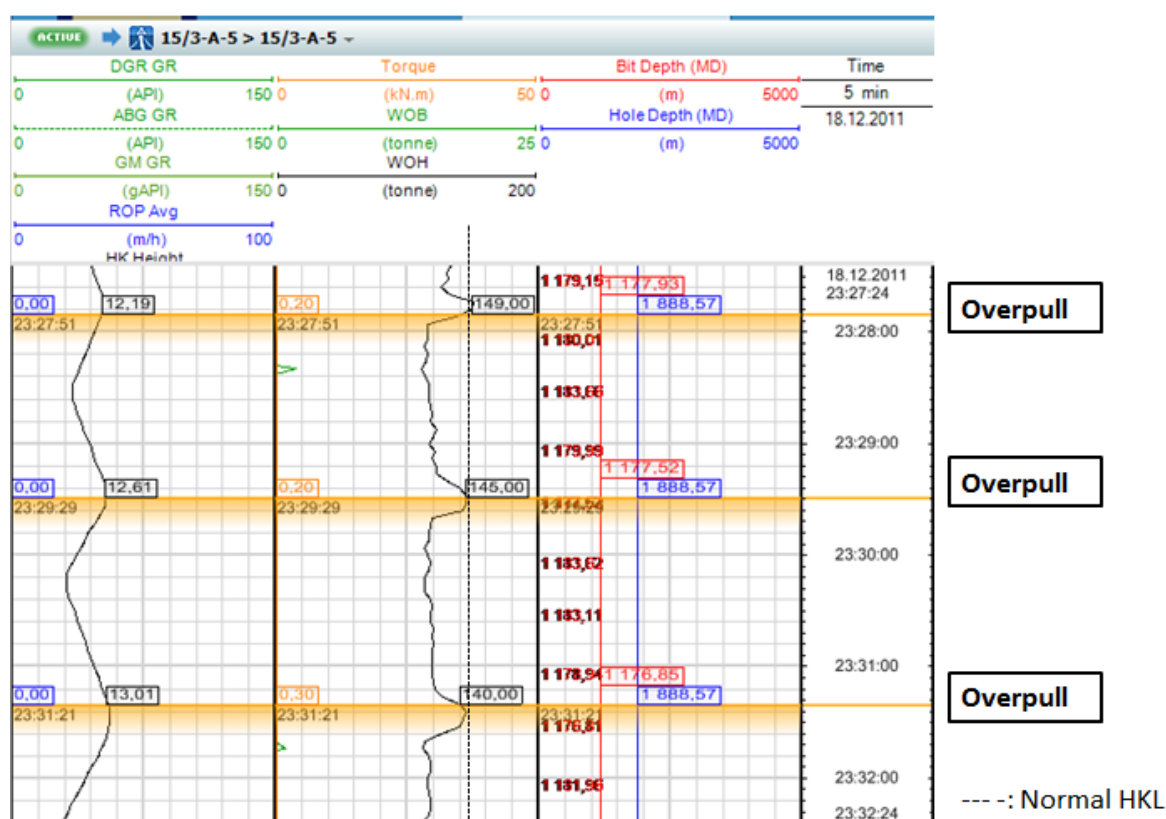 ACTIVE 15/3-A-5 > 15/3-A-5
DGR GR Torque Bit Depth (MD) Time
0 (API) 150 0 (kN.m) 50 0 (m) 5000 5 min
ABG GR WOB Hole Depth (MD) 18.12.2011
0 (API) 150 0 (tonne) 25 0 (m) 5000
GM GR WOH
0 (gAPI) 150 0 (tonne) 200
ROP Avg
0 (m/h) 100
HK Height
1 179,15 1 177,93 18.12.2011
23:27:24
0,00 12,19 0,20 149,00 1 888,57 Overpull
23:27:51 23:27:51 23:27:51 23:28:00
1 180,01
1 183,66
1 179,99 23:29:00
1 177,52
0,00 12,61 0,20 145,00 1 888,57 Overpull
23:29:29 23:29:29
23:30:00
1 183,62
1 183,11
1 178,94 1 176,85 23:31:00
0,00 13,01 0,30 140,00 1 888,57 Overpull
23:31:21 23:31:21 23:31:21
1 176,81
1 181,96 23:32:00
---- -: Normal HKL
23:32:24